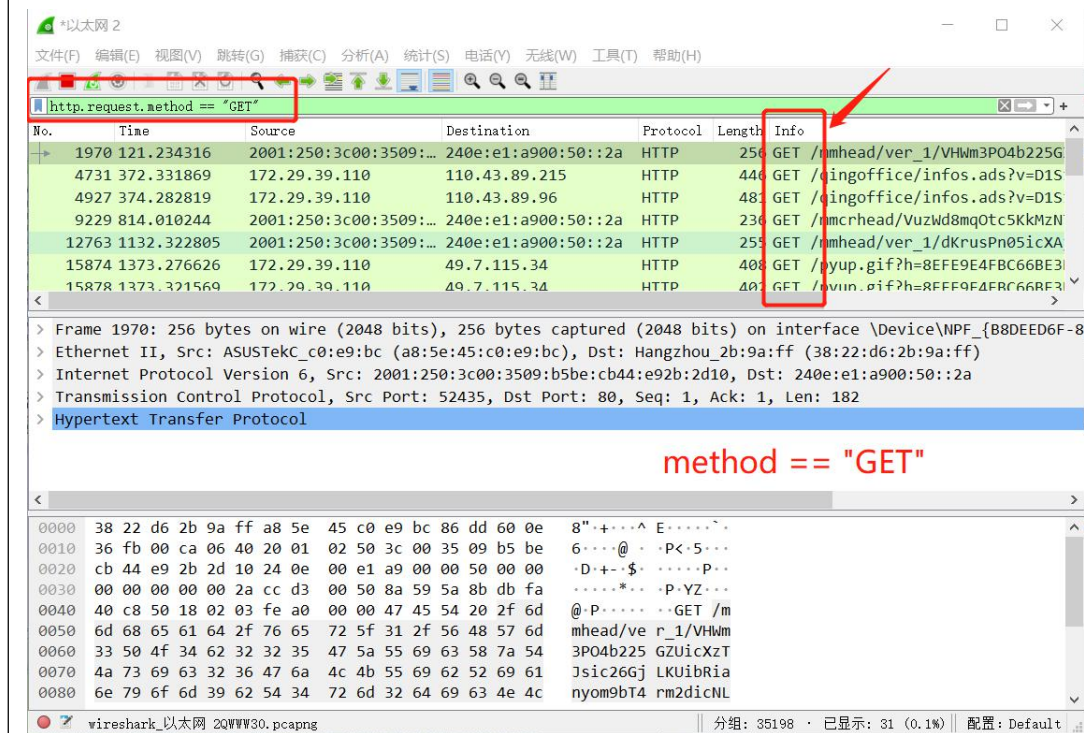 *以太网 2
文件(F) 编辑(E) 视图(V) 跳转(G) 捕获(C) 分析(A) 统计(S) 电话(Y) 无线(W) 工具(T) 帮助(H)
http.request.method == "GET"
No. Time Source Destination Protocol Length Info
1970 121.234316 2001:250:3c00:3509:… 240e:e1:a900:50::2a HTTP 256 GET /mmhead/ver_1/VHWm3PO4b225G
4731 372.331869 172.29.39.110 110.43.89.215 HTTP 446 GET /qingoffice/infos.ads?v=D1S
4927 374.282819 172.29.39.110 110.43.89.96 HTTP 481 GET /qingoffice/infos.ads?v=D1S
9229 814.010244 2001:250:3c00:3509:… 240e:e1:a900:50::2a HTTP 236 GET /mmcrhead/VuzWd8mqOtc5KkMzN
12763 1132.322805 2001:250:3c00:3509:… 240e:e1:a900:50::2a HTTP 255 GET /mmhead/ver_1/dKrusPn05icXA
15874 1373.276626 172.29.39.110 49.7.115.34 HTTP 408 GET /pyup.gif?h=8EFE9E4FBC66BE3
15878 1373.321569 172.29.39.110 49.7.115.34 HTTP 402 GET /pyup.gif?h=8EFE9E4FBC66BE3
> Frame 1970: 256 bytes on wire (2048 bits), 256 bytes captured (2048 bits) on interface \Device\NPF_{B8DEED6F-8
> Ethernet II, Src: ASUSTekC_c0:e9:bc (a8:5e:45:c0:e9:bc), Dst: Hangzhou_2b:9a:ff (38:22:d6:2b:9a:ff)
> Internet Protocol Version 6, Src: 2001:250:3c00:3509:b5be:cb44:e92b:2d10, Dst: 240e:e1:a900:50::2a
> Transmission Control Protocol, Src Port: 52435, Dst Port: 80, Seq: 1, Ack: 1, Len: 182
> Hypertext Transfer Protocol
method == "GET"
0000 38 22 d6 2b 9a ff a8 5e 45 c0 e9 bc 86 dd 60 0e 8"·+···^ E·····`·
0010 36 fb 00 ca 06 40 20 01 02 50 3c 00 35 09 b5 be 6····@ · ·P<·5···
0020 cb 44 e9 2b 2d 10 24 0e 00 e1 a9 00 00 50 00 00 ·D·+-·$· ·····P··
0030 00 00 00 00 00 2a cc d3 00 50 8a 59 5a 8b db fa ·····*·· ·P·YZ···
0040 40 c8 50 18 02 03 fe a0 00 00 47 45 54 20 2f 6d @·P····· ··GET /m
0050 6d 68 65 61 64 2f 76 65 72 5f 31 2f 56 48 57 6d mhead/ve r_1/VHWm
0060 33 50 4f 34 62 32 32 35 47 5a 55 69 63 58 7a 54 3PO4b225 GZUicXzT
0070 4a 73 69 63 32 36 47 6a 4c 4b 55 69 62 52 69 61 Jsic26Gj LKUibRia
0080 6e 79 6f 6d 39 62 54 34 72 6d 32 64 69 63 4e 4c nyom9bT4 rm2dicNL
wireshark_以太网 2QWWW30.pcapng 分组: 35198 · 已显示: 31 (0.1%) 配置: Default